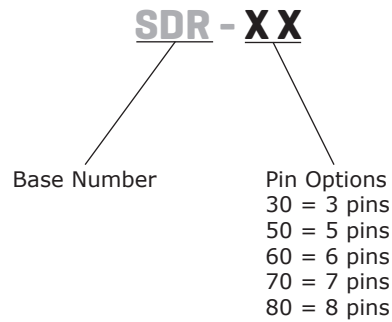 SDR - XX
Base Number
Pin Options
30 = 3 pins
50 = 5 pins
60 = 6 pins
70 = 7 pins
80 = 8 pins